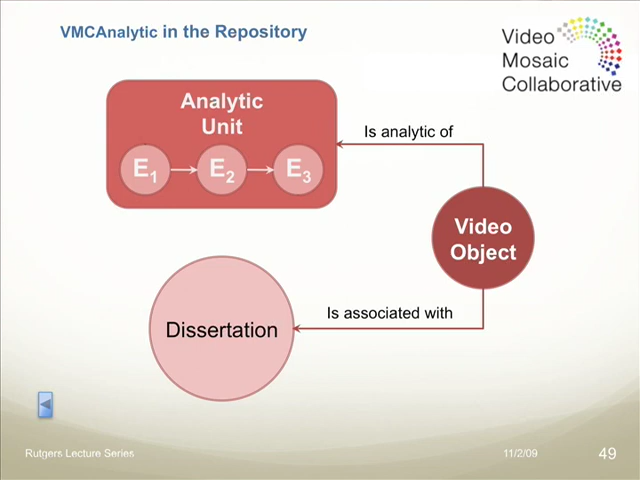 VMCAnalytic in the Repository
Video
Mosaic
Collaborative
Analytic
Unit
E1
E2
E3
Is analytic of
Video
Object
Is associated with
Dissertation
Rutgers Lecture Series
11/2/09
49